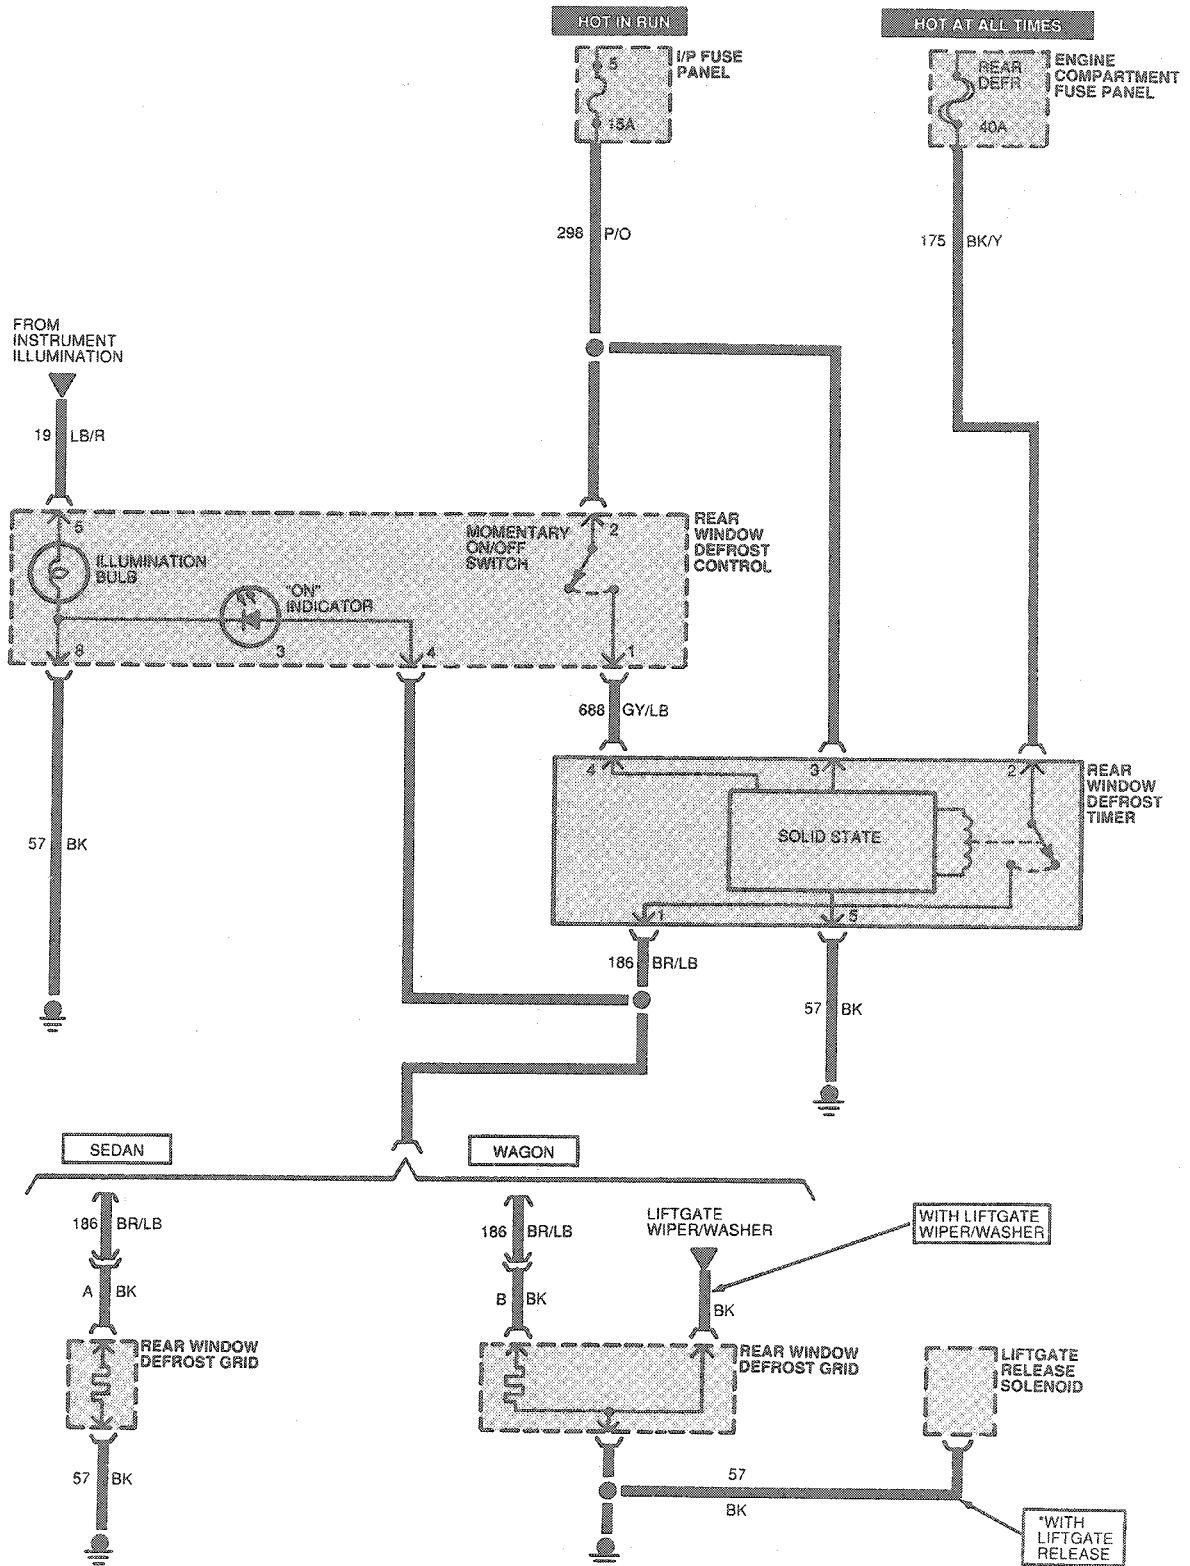 HOT IN RUN
HOT AT ALL TIMES
5
15A
I/P FUSE
PANEL
REAR
DEFR
40A
ENGINE
COMPARTMENT
FUSE PANEL
298 P/O
175 BK/Y
FROM
INSTRUMENT
ILLUMINATION
19 LB/R
5
ILLUMINATION
BULB
"ON"
INDICATOR
MOMENTARY
ON/OFF
SWITCH
2
REAR
WINDOW
DEFROST
CONTROL
8
3
4
1
688 GY/LB
4
3
2
REAR
WINDOW
DEFROST
TIMER
SOLID STATE
57 BK
1
5
186 BR/LB
57 BK
SEDAN
WAGON
186 BR/LB
186 BR/LB
LIFTGATE
WIPER/WASHER
WITH LIFTGATE
WIPER/WASHER
A BK
B BK
BK
REAR WINDOW
DEFROST GRID
REAR WINDOW
DEFROST GRID
LIFTGATE
RELEASE
SOLENOID
57 BK
57
BK
*WITH
LIFTGATE
RELEASE